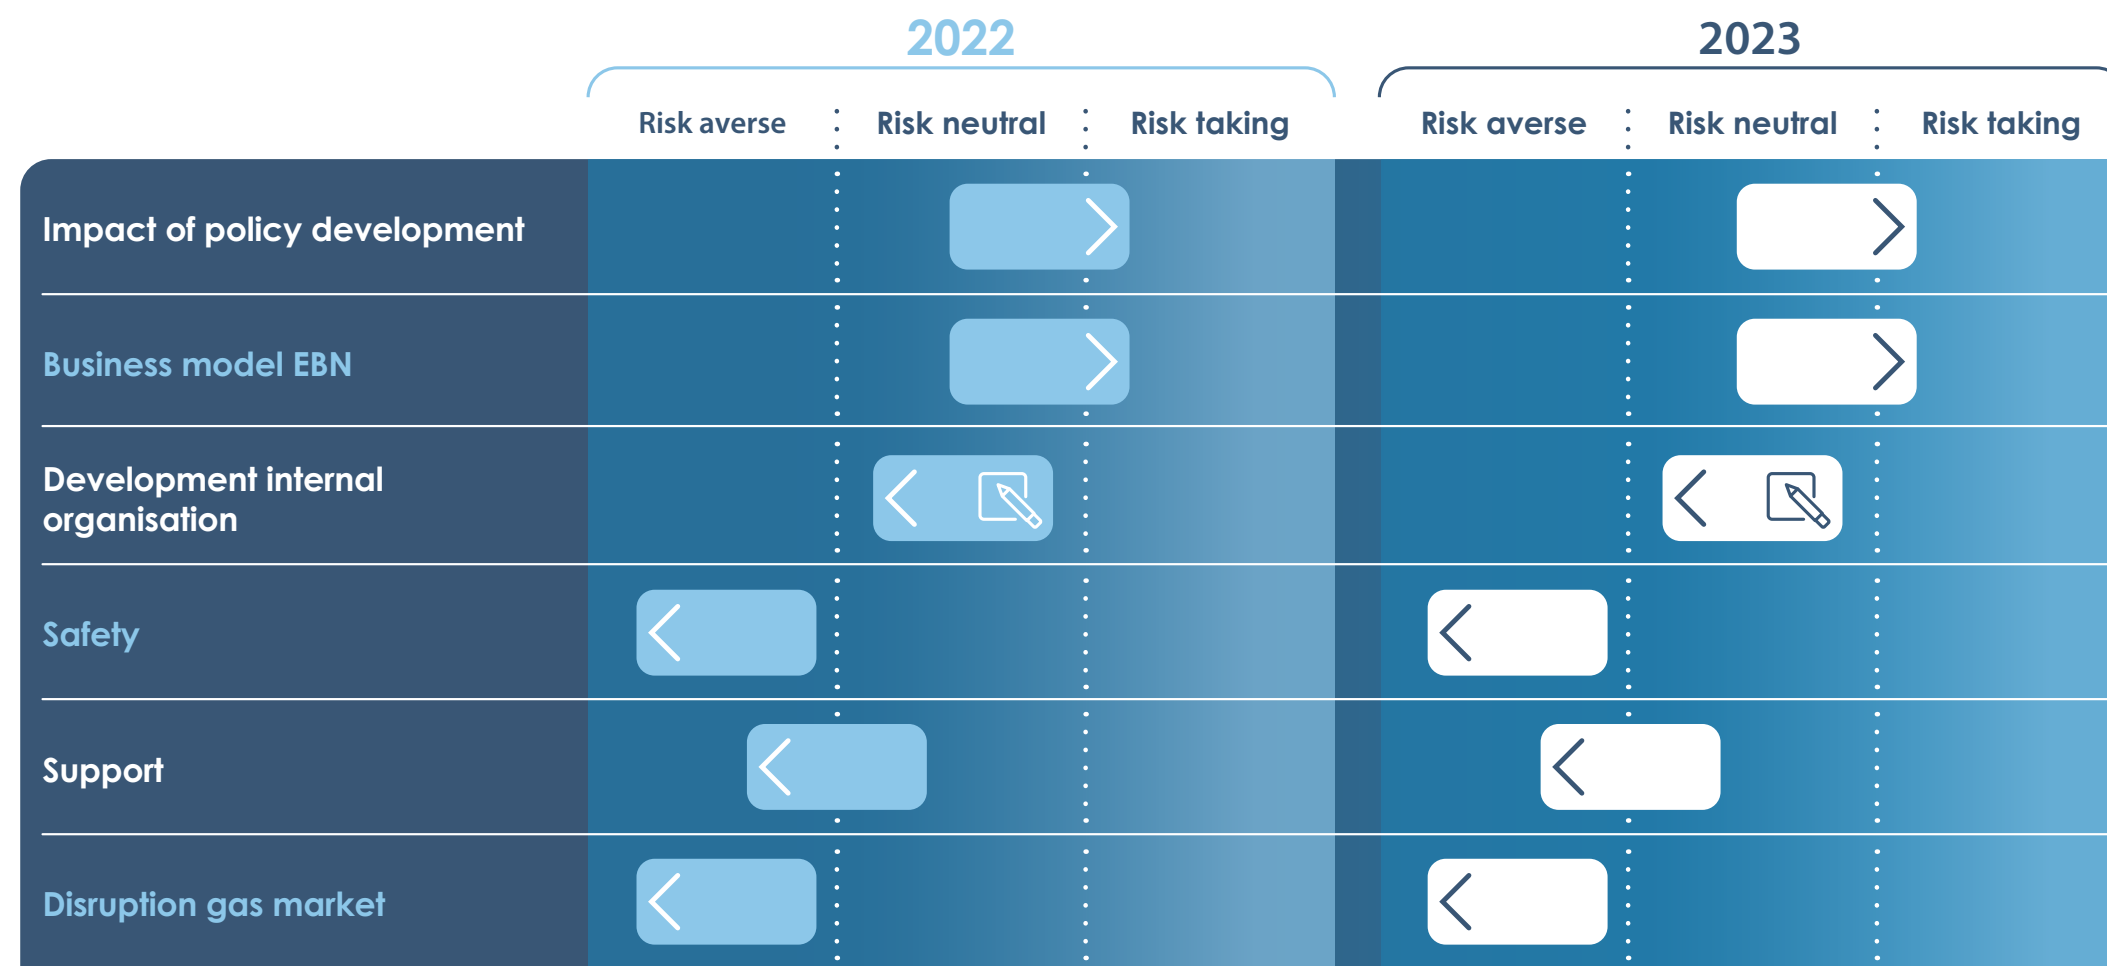 2022 2023
Risk averse Risk neutral Risk taking Risk averse Risk neutral Risk taking
Impact of policy development
Business model EBN
Development internal
organisation
Safety
Support
Disruption gas market